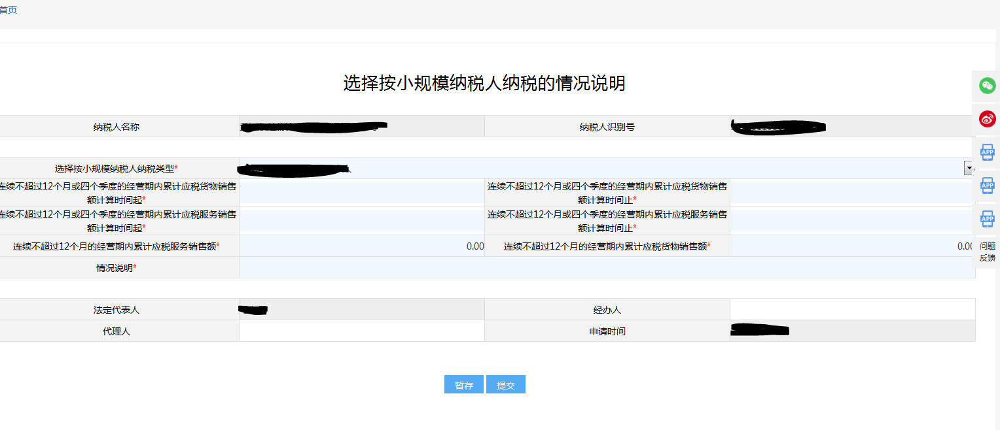 首页
选择按小规模纳税人纳税的情况说明
纳税人名称
纳税人识别号
选择按小规模纳税人纳税类型*
连续不超过12个月或四个季度的经营期内累计应税货物销售
额计算时间起*
连续不超过12个月或四个季度的经营期内累计应税货物销售
额计算时间止*
连续不超过12个月或四个季度的经营期内累计应税服务销售
额计算时间起*
连续不超过12个月或四个季度的经营期内累计应税服务销售
额计算时间止*
连续不超过12个月的经营期内累计应税服务销售额*
0.00
连续不超过12个月的经营期内累计应税货物销售额*
0.00
情况说明*
法定代表人
经办人
代理人
申请时间
暂存
提交
APP
APP
APP
问题
反馈